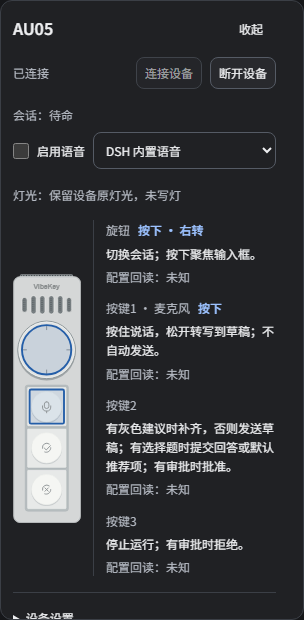 AU05
收起
已连接
连接设备
断开设备
会话：待命
启用语音
DSH 内置语音
灯光：保留设备原灯光，未写灯
VibeKey
旋钮 按下 · 右转
切换会话；按下聚焦输入框。
配置回读：未知
按键1 · 麦克风 按下
按住说话，松开转写到草稿；不
自动发送。
配置回读：未知
按键2
有灰色建议时补齐，否则发送草
稿；有选择题时提交回答或默认
推荐项；有审批时批准。
配置回读：未知
按键3
停止运行；有审批时拒绝。
配置回读：未知
▶ 设备设置